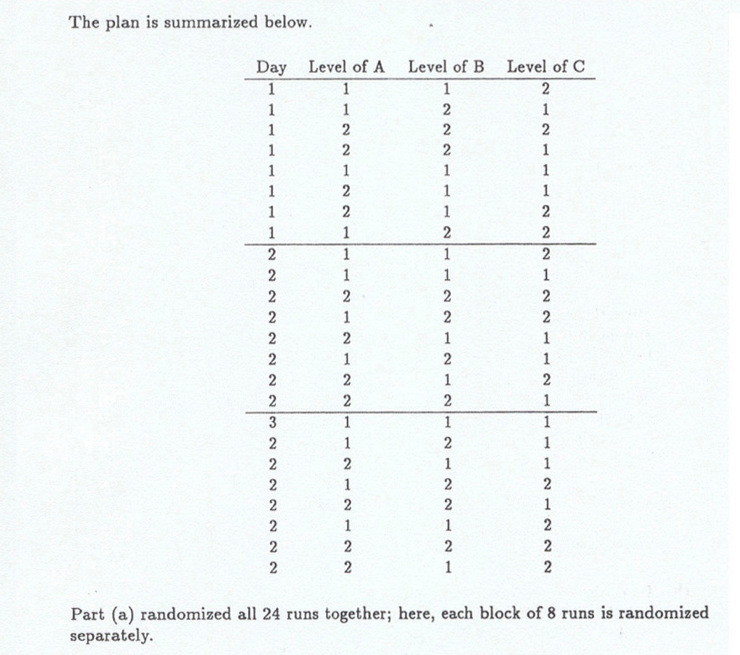 The plan is summarized below.
Day Level of A Level of B Level of C
1 1 1 2
1 1 2 1
1 2 2 2
1 2 2 1
1 1 1 1
1 2 1 1
1 2 1 2
1 1 2 2
2 1 1 2
2 1 1 1
2 2 2 2
2 1 2 2
2 2 1 1
2 1 2 1
2 2 1 2
2 2 2 1
3 1 1 1
2 1 2 1
2 2 1 1
2 1 2 2
2 2 2 1
2 1 1 2
2 2 2 2
2 2 1 2
Part (a) randomized all 24 runs together; here, each block of 8 runs is randomized
separately.